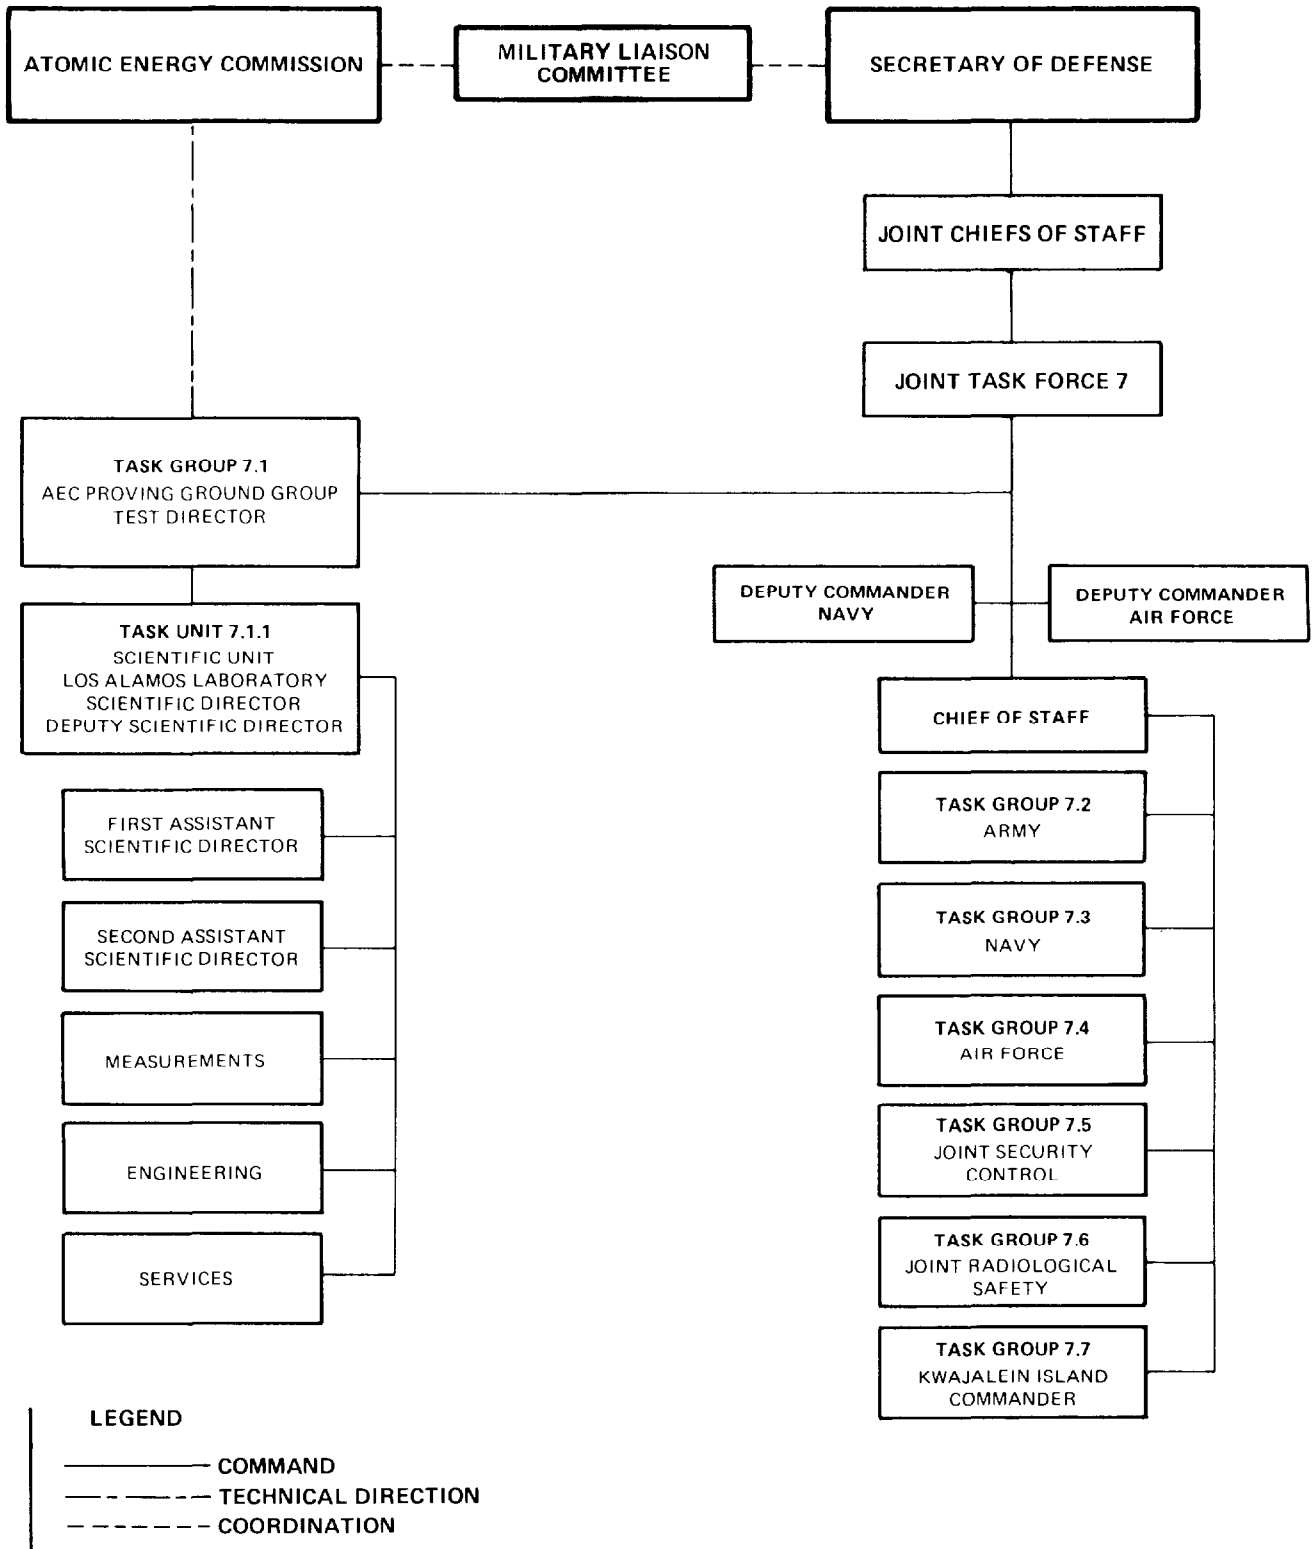 ATOMIC ENERGY COMMISSION
MILITARY LIAISON
COMMITTEE
SECRETARY OF DEFENSE
JOINT CHIEFS OF STAFF
JOINT TASK FORCE 7
TASK GROUP 7.1
AEC PROVING GROUND GROUP
TEST DIRECTOR
DEPUTY COMMANDER
NAVY
DEPUTY COMMANDER
AIR FORCE
TASK UNIT 7.1.1
SCIENTIFIC UNIT
LOS ALAMOS LABORATORY
SCIENTIFIC DIRECTOR
DEPUTY SCIENTIFIC DIRECTOR
FIRST ASSISTANT
SCIENTIFIC DIRECTOR
SECOND ASSISTANT
SCIENTIFIC DIRECTOR
MEASUREMENTS
ENGINEERING
SERVICES
CHIEF OF STAFF
TASK GROUP 7.2
ARMY
TASK GROUP 7.3
NAVY
TASK GROUP 7.4
AIR FORCE
TASK GROUP 7.5
JOINT SECURITY
CONTROL
TASK GROUP 7.6
JOINT RADIOLOGICAL
SAFETY
TASK GROUP 7.7
KWAJALEIN ISLAND
COMMANDER
LEGEND
COMMAND
TECHNICAL DIRECTION
COORDINATION